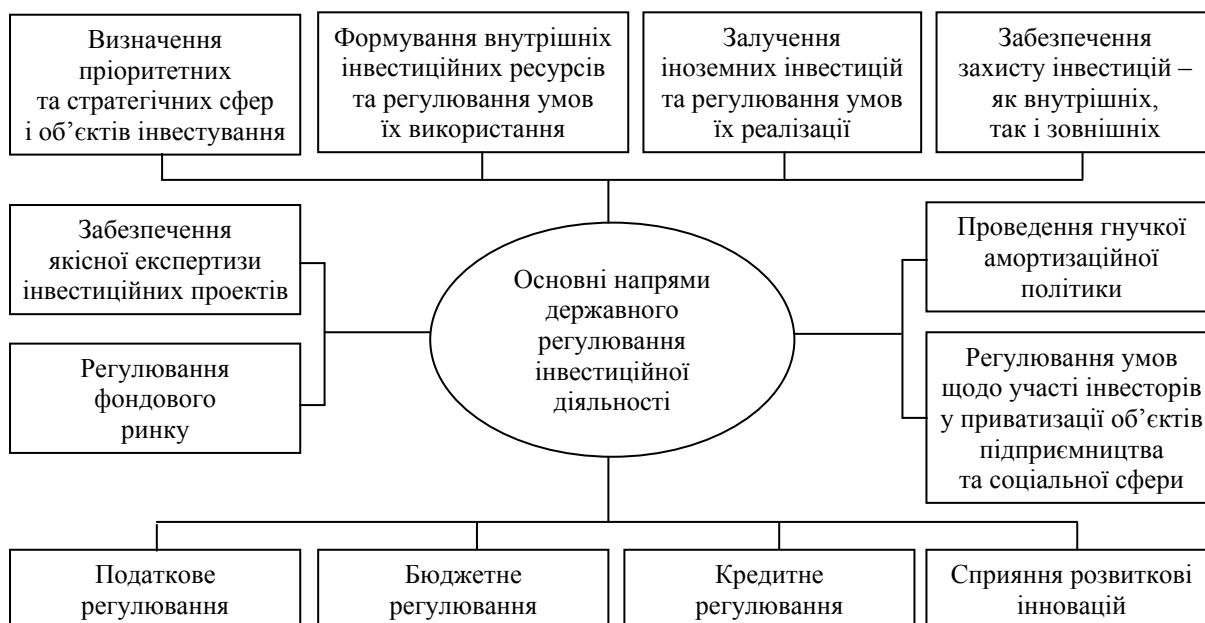 Визначення
пріоритетних
та стратегічних сфер
і об’єктів інвестування
Формування внутрішніх
інвестиційних ресурсів
та регулювання умов
їх використання
Залучення
іноземних інвестицій
та регулювання умов
їх реалізації
Забезпечення
захисту інвестицій –
як внутрішніх,
так і зовнішніх
Забезпечення
якісної експертизи
інвестиційних проектів
Регулювання
фондового
ринку
Основні напрями
державного
регулювання
інвестиційної
діяльності
Проведення гнучкої
амортизаційної
політики
Регулювання умов
щодо участі інвесторів
у приватизації об’єктів
підприємництва
та соціальної сфери
Податкове
регулювання
Бюджетне
регулювання
Кредитне
регулювання
Сприяння розвиткові
інновацій